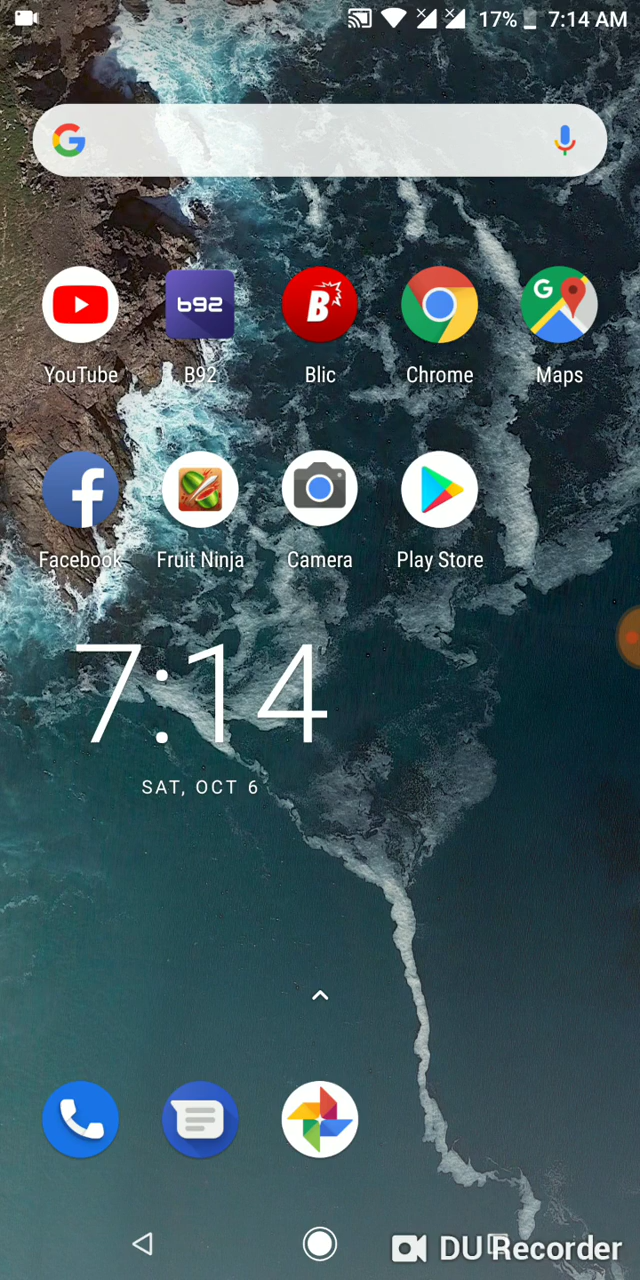 17% 7:14 AM
G
YouTube
b92
B92
B
Blic
Chrome
G
Maps
f
Facebook
Fruit Ninja
Camera
Play Store
7:14
SAT, OCT 6
DU Recorder